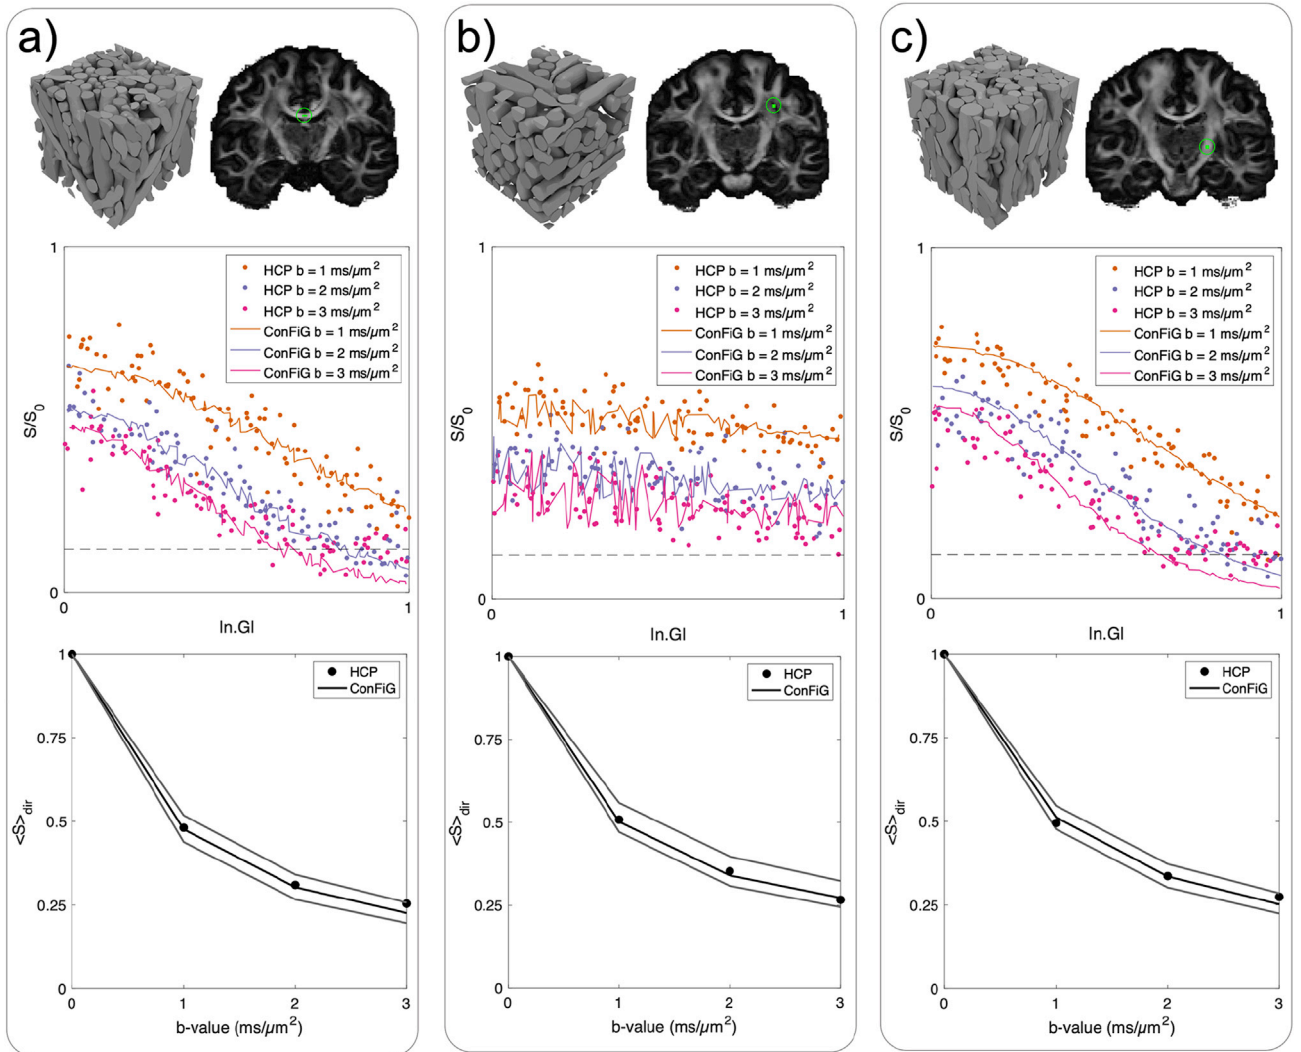 a)
1
HCP b = 1 ms/µm²
HCP b = 2 ms/µm²
HCP b = 3 ms/µm²
ConFiG b = 1 ms/µm²
ConFiG b = 2 ms/µm²
ConFiG b = 3 ms/µm²
S/S₀
0
0
1
|n.G|
1
HCP
ConFiG
0.75
0.5
0.25
0
<S>dir
0
1
2
3
b-value (ms/µm²)
b)
1
HCP b = 1 ms/µm²
HCP b = 2 ms/µm²
HCP b = 3 ms/µm²
ConFiG b = 1 ms/µm²
ConFiG b = 2 ms/µm²
ConFiG b = 3 ms/µm²
S/S₀
0
0
1
|n.G|
1
HCP
ConFiG
0.75
0.5
0.25
0
<S>dir
0
1
2
3
b-value (ms/µm²)
c)
1
HCP b = 1 ms/µm²
HCP b = 2 ms/µm²
HCP b = 3 ms/µm²
ConFiG b = 1 ms/µm²
ConFiG b = 2 ms/µm²
ConFiG b = 3 ms/µm²
S/S₀
0
0
1
|n.G|
1
HCP
ConFiG
0.75
0.5
0.25
0
<S>dir
0
1
2
3
b-value (ms/µm²)